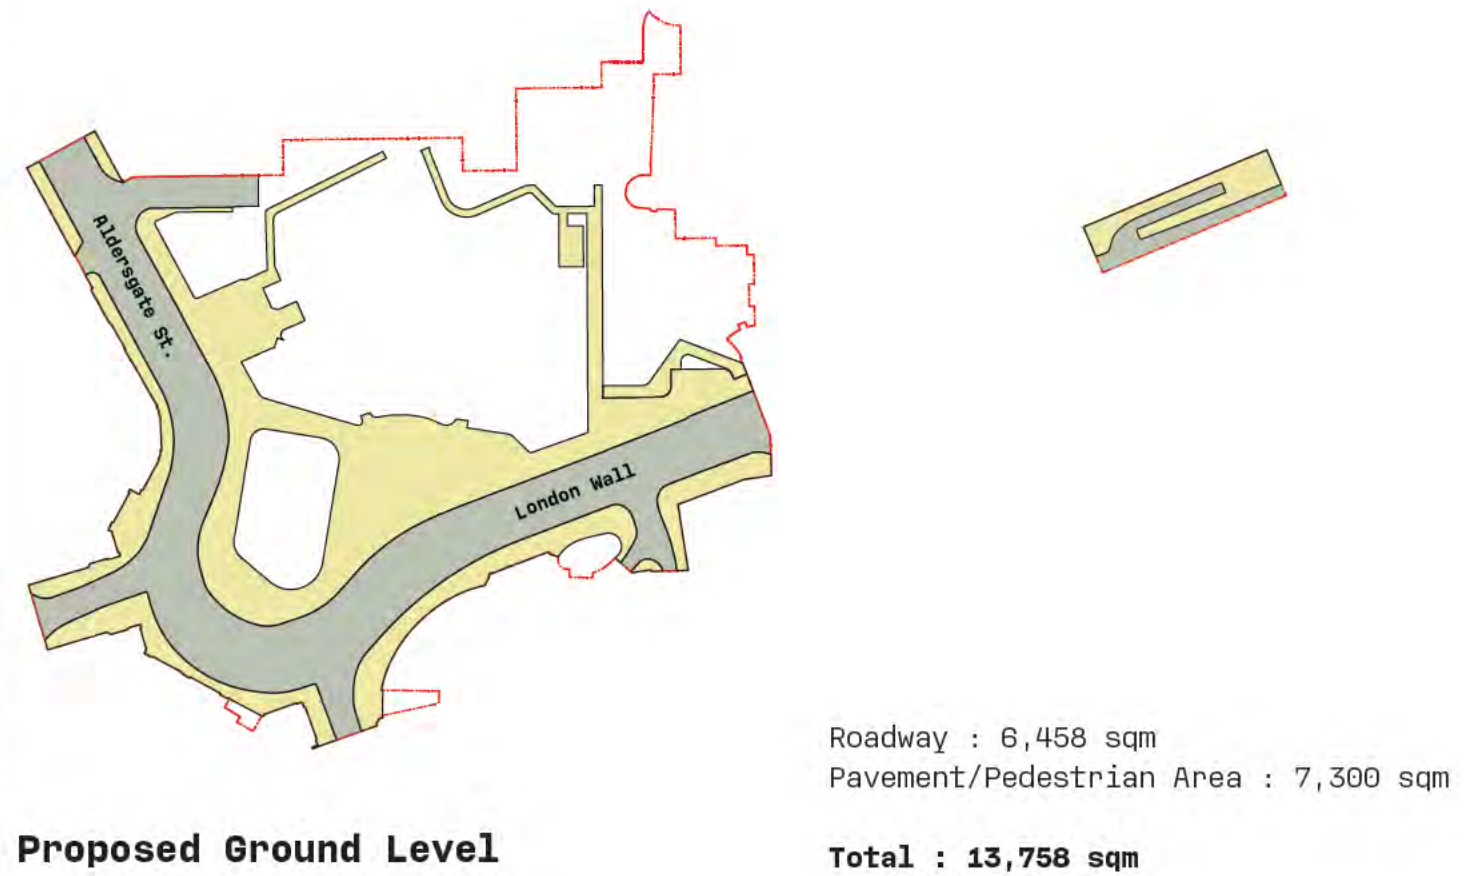 Aldersgate St.
London Wall
Roadway : 6,458 sqm
Pavement/Pedestrian Area : 7,300 sqm
Proposed Ground Level
Total : 13,758 sqm